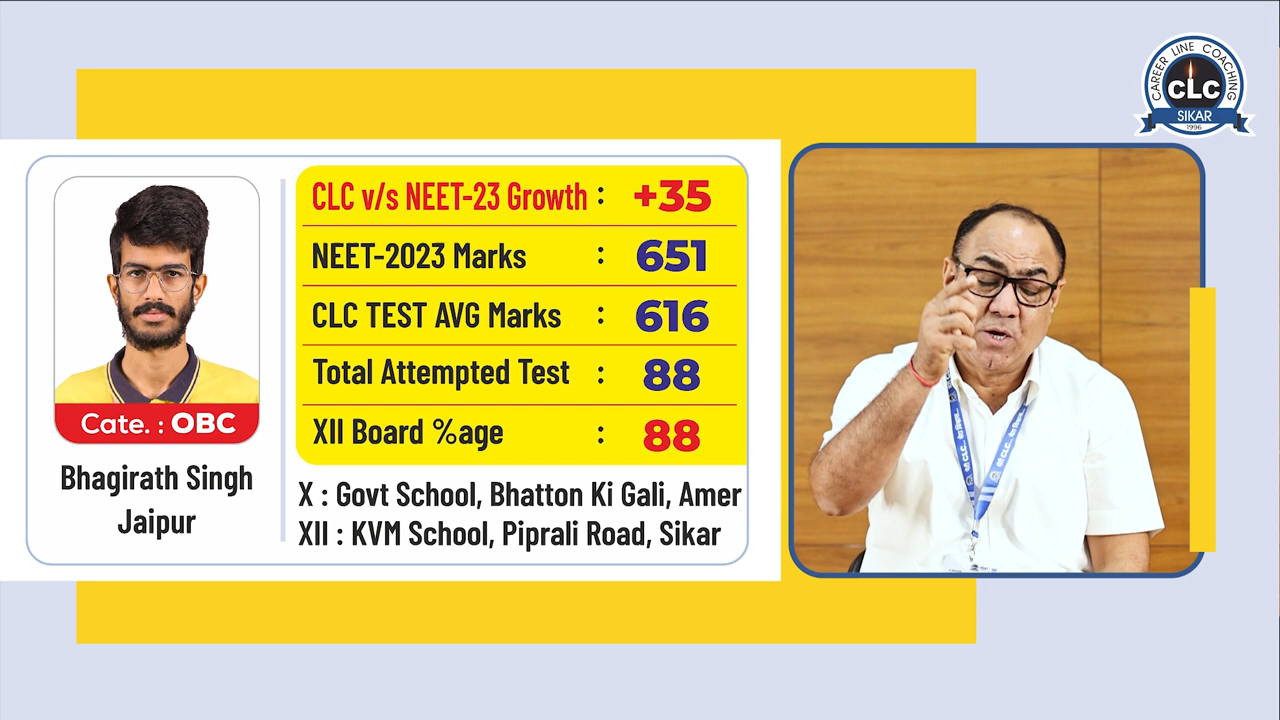 CAREER LINE COACHING
CLC
SIKAR
1996
CLC v/s NEET-23 Growth : +35
NEET-2023 Marks : 651
CLC TEST AVG Marks : 616
Total Attempted Test : 88
XII Board %age : 88
Cate. : OBC
Bhagirath Singh
Jaipur
X : Govt School, Bhatton Ki Gali, Amer
XII : KVM School, Piprali Road, Sikar